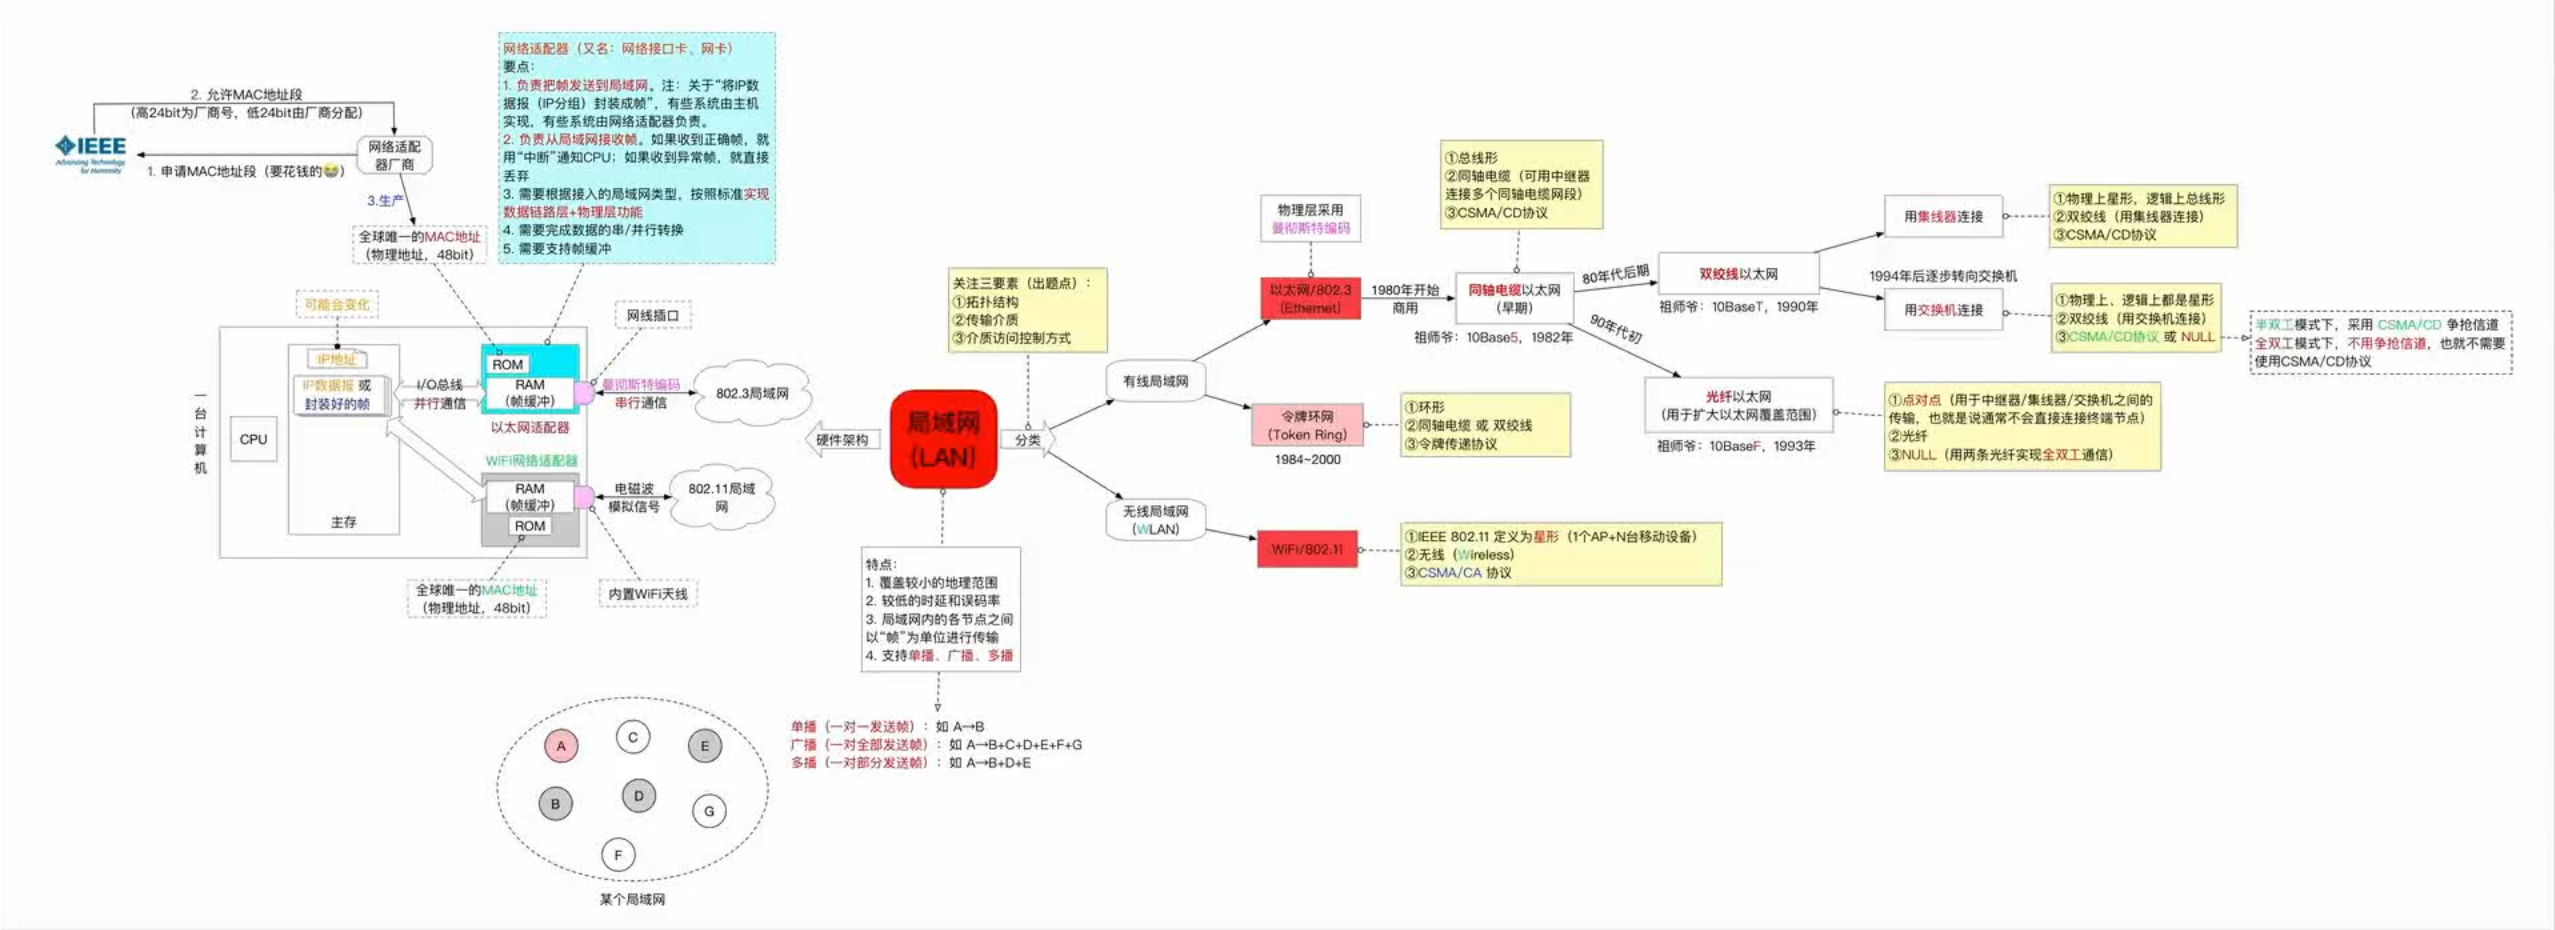 2. 允许MAC地址段
(高24bit为厂商号，低24bit由厂商分配)
IEEE
Advancing Technology
for Humanity
网络适配
器厂商
1. 申请MAC地址段（要花钱的😭）
3.生产
全球唯一的MAC地址
（物理地址，48bit）
网络适配器（又名：网络接口卡、网卡）
要点：
1. 负责把帧发送到局域网。注：关于“将IP数
据报（IP分组）封装成帧”，有些系统由主机
实现，有些系统由网络适配器负责。
2. 负责从局域网接收帧。如果收到正确帧，就
用“中断”通知CPU；如果收到异常帧，就直接
丢弃
3. 需要根据接入的局域网类型，按照标准实现
数据链路层+物理层功能
4. 需要完成数据的串/并行转换
5. 需要支持帧缓冲
可能会变化
网线插口
一台计算机
CPU
IP地址
IP数据报 或
封装好的帧
主存
I/O总线
并行通信
ROM
RAM
（帧缓冲）
以太网适配器
曼彻斯特编码
串行通信
802.3局域网
WiFi网络适配器
RAM
（帧缓冲）
ROM
电磁波
模拟信号
802.11局域
网
全球唯一的MAC地址
（物理地址，48bit）
内置WiFi天线
硬件架构
局域网
(LAN)
分类
关注三要素（出题点）：
①拓扑结构
②传输介质
③介质访问控制方式
特点：
1. 覆盖较小的地理范围
2. 较低的时延和误码率
3. 局域网内的各节点之间
以“帧”为单位进行传输
4. 支持单播、广播、多播
单播（一对一发送帧）：如 A→B
广播（一对全部发送帧）：如 A→B+C+D+E+F+G
多播（一对部分发送帧）：如 A→B+D+E
A
C
E
B
D
G
F
某个局域网
有线局域网
物理层采用
曼彻斯特编码
以太网/802.3
(Ethernet)
1980年开始
商用
①总线形
②同轴电缆（可用中继器
连接多个同轴电缆网段）
③CSMA/CD协议
同轴电缆以太网
（早期）
祖师爷：10Base5，1982年
80年代后期
双绞线以太网
祖师爷：10BaseT，1990年
用集线器连接
①物理上星形，逻辑上总线形
②双绞线（用集线器连接）
③CSMA/CD协议
1994年后逐步转向交换机
用交换机连接
①物理上、逻辑上都是星形
②双绞线（用交换机连接）
③CSMA/CD协议 或 NULL
半双工模式下，采用 CSMA/CD 争抢信道
全双工模式下，不用争抢信道，也就不需要
使用CSMA/CD协议
90年代初
光纤以太网
（用于扩大以太网覆盖范围）
祖师爷：10BaseF，1993年
①点对点（用于中继器/集线器/交换机之间的
传输，也就是说通常不会直接连接终端节点）
②光纤
③NULL（用两条光纤实现全双工通信）
令牌环网
（Token Ring）
1984~2000
①环形
②同轴电缆 或 双绞线
③令牌传递协议
无线局域网
（WLAN）
WiFi/802.11
①IEEE 802.11 定义为星形（1个AP+N台移动设备）
②无线（Wireless）
③CSMA/CA 协议